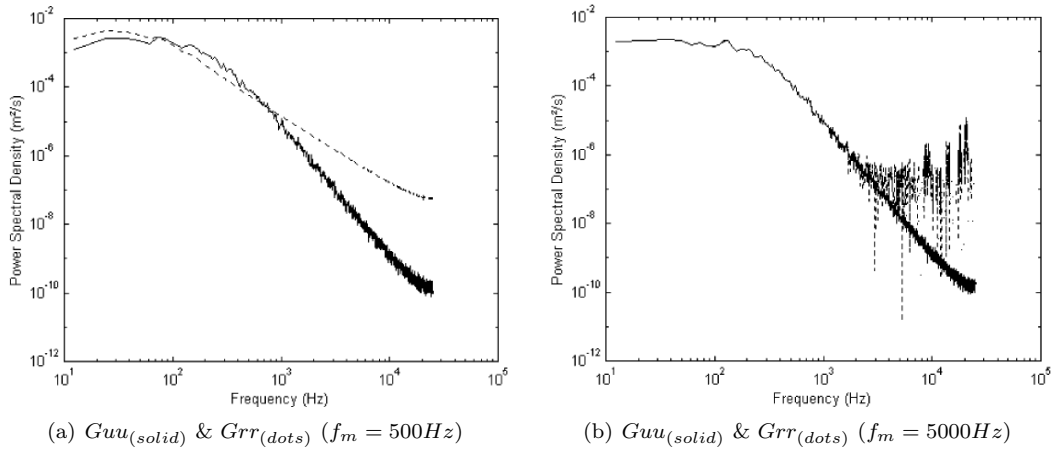 10^-2
10^-4
10^-6
10^-8
10^-10
10^-12
Power Spectral Density (m²/s)
10^1 10^2 10^3 10^4 10^5
Frequency (Hz)
(a) Guu(solid) & Grr(dots) (f_m = 500Hz)
10^-2
10^-4
10^-6
10^-8
10^-10
10^-12
Power Spectral Density (m²/s)
10^1 10^2 10^3 10^4 10^5
Frequency (Hz)
(b) Guu(solid) & Grr(dots) (f_m = 5000Hz)